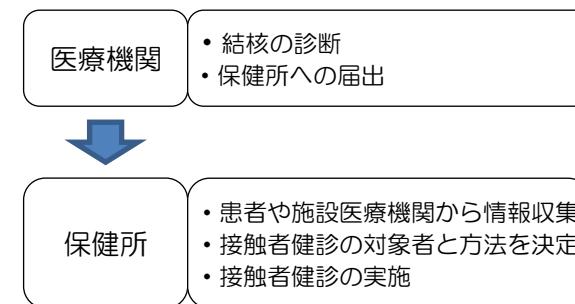 医療機関
・結核の診断
・保健所への届出
保健所
・患者や施設医療機関から情報収集
・接触者健診の対象者と方法を決定
・接触者健診の実施